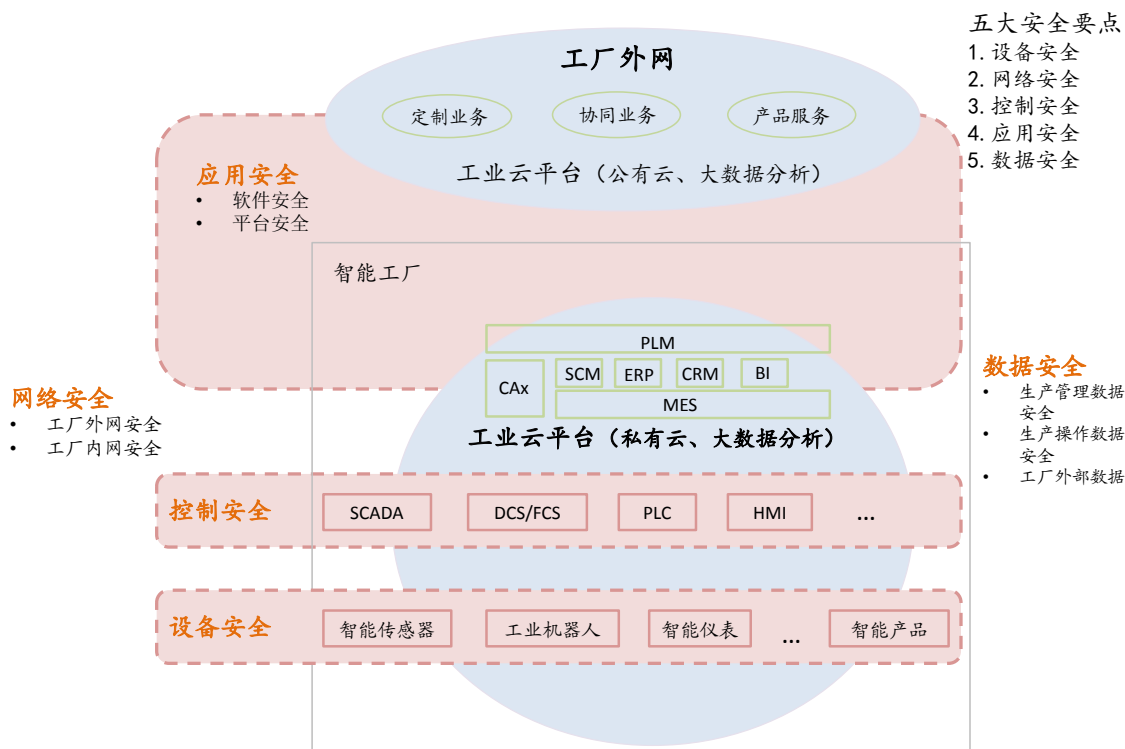 工厂外网
定制业务
协同业务
产品服务
工业云平台（公有云、大数据分析）
五大安全要点
1. 设备安全
2. 网络安全
3. 控制安全
4. 应用安全
5. 数据安全
应用安全
• 软件安全
• 平台安全
智能工厂
PLM
CAx
SCM
ERP
CRM
BI
MES
工业云平台（私有云、大数据分析）
网络安全
• 工厂外网安全
• 工厂内网安全
数据安全
• 生产管理数据
安全
• 生产操作数据
安全
• 工厂外部数据
控制安全
SCADA
DCS/FCS
PLC
HMI
...
设备安全
智能传感器
工业机器人
智能仪表
...
智能产品